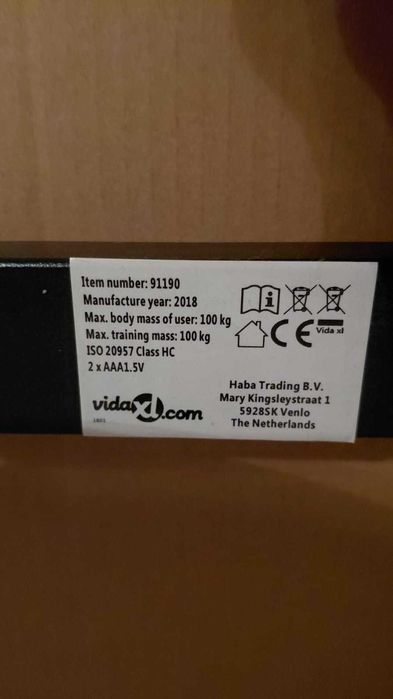 Item number: 91190
Manufacture year: 2018
Max. body mass of user: 100 kg
Max. training mass: 100 kg
ISO 20957 Class HC
2 x AAA1.5V
CE
Vida xl
vidaXL.com
1801
Haba Trading B.V.
Mary Kingsleystraat 1
5928SK Venlo
The Netherlands